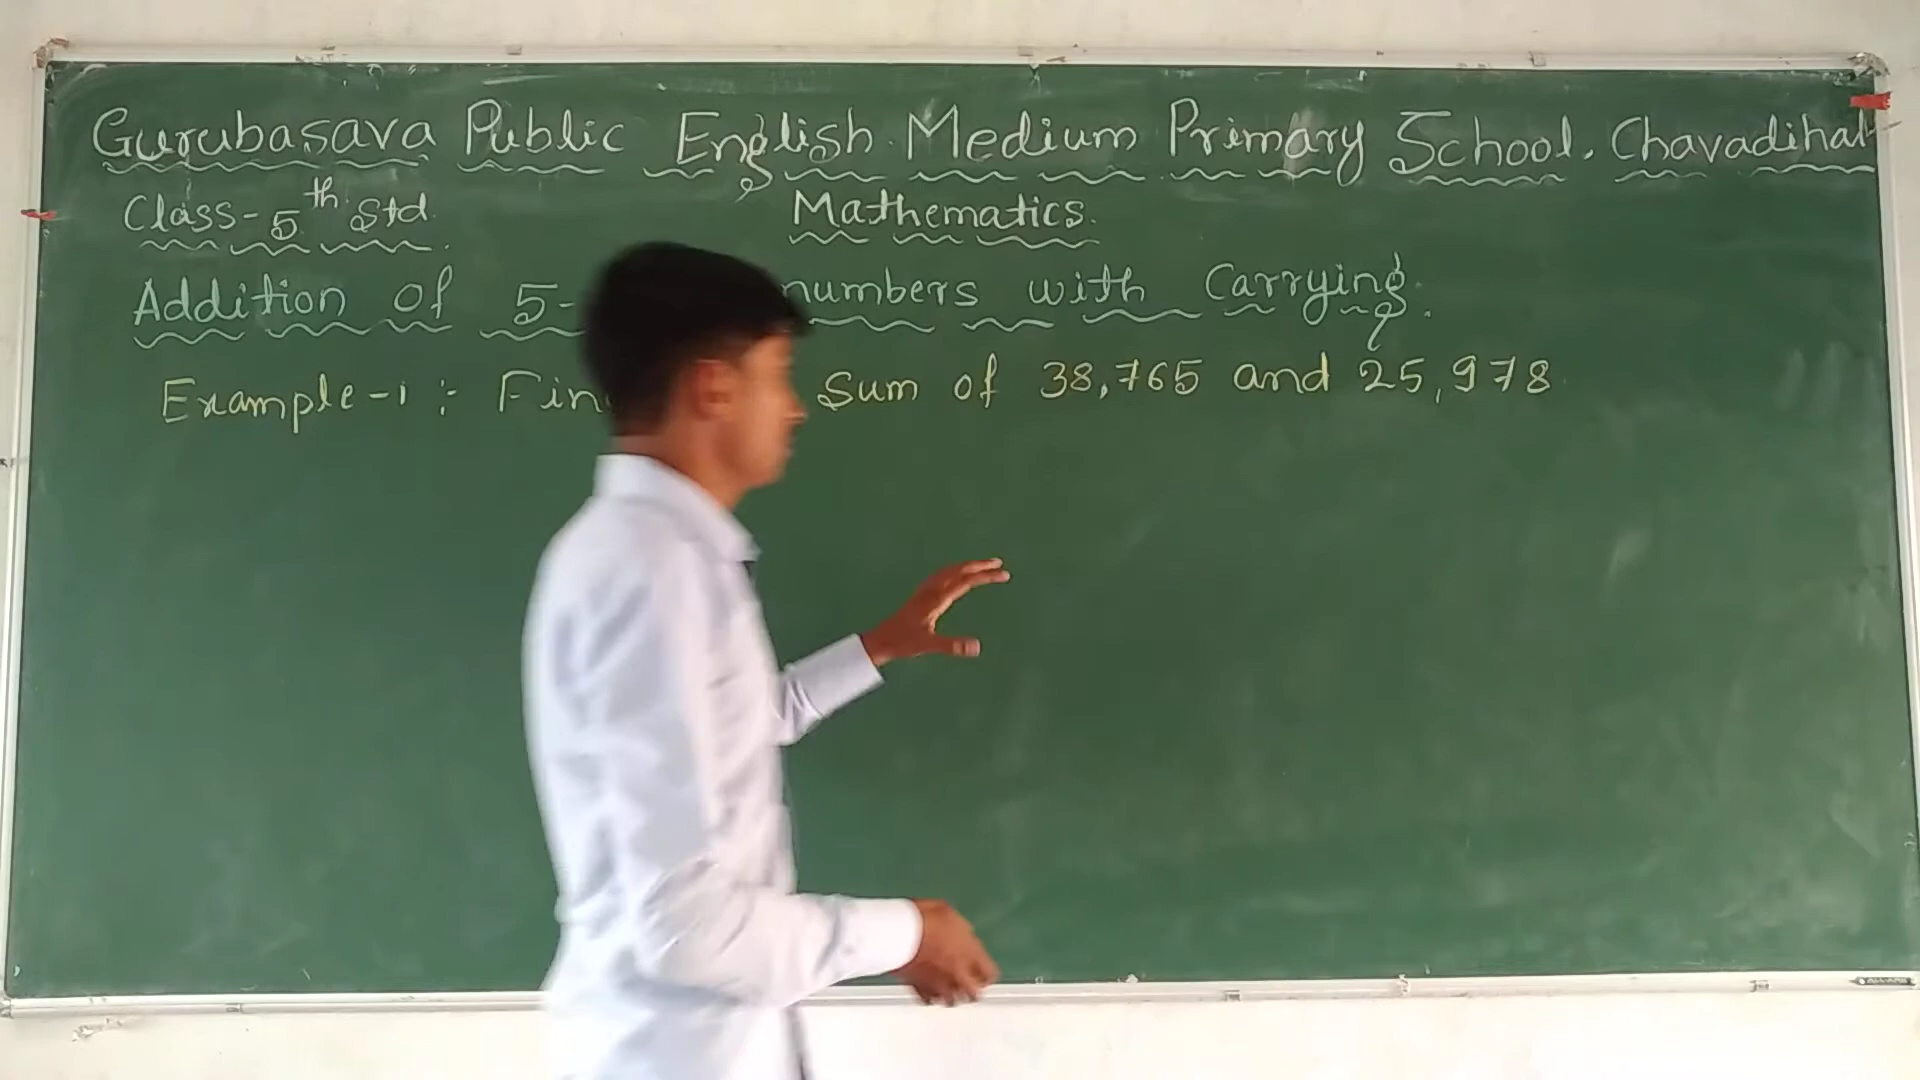 Gurubasava Public English Medium Primary School. Chavadihal
Class-5th Std.
Mathematics.
Addition of 5- numbers with Carrying.
Example-1 :- Fin Sum of 38,765 and 25,978